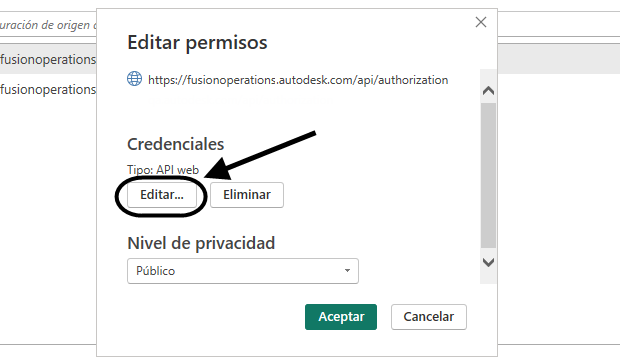 uración de origen d
fusionoperations
fusionoperations
Editar permisos
https://fusionoperations.autodesk.com/api/authorization
Credenciales
Tipo: API web
Editar...
Eliminar
Nivel de privacidad
Público
Aceptar
Cancelar